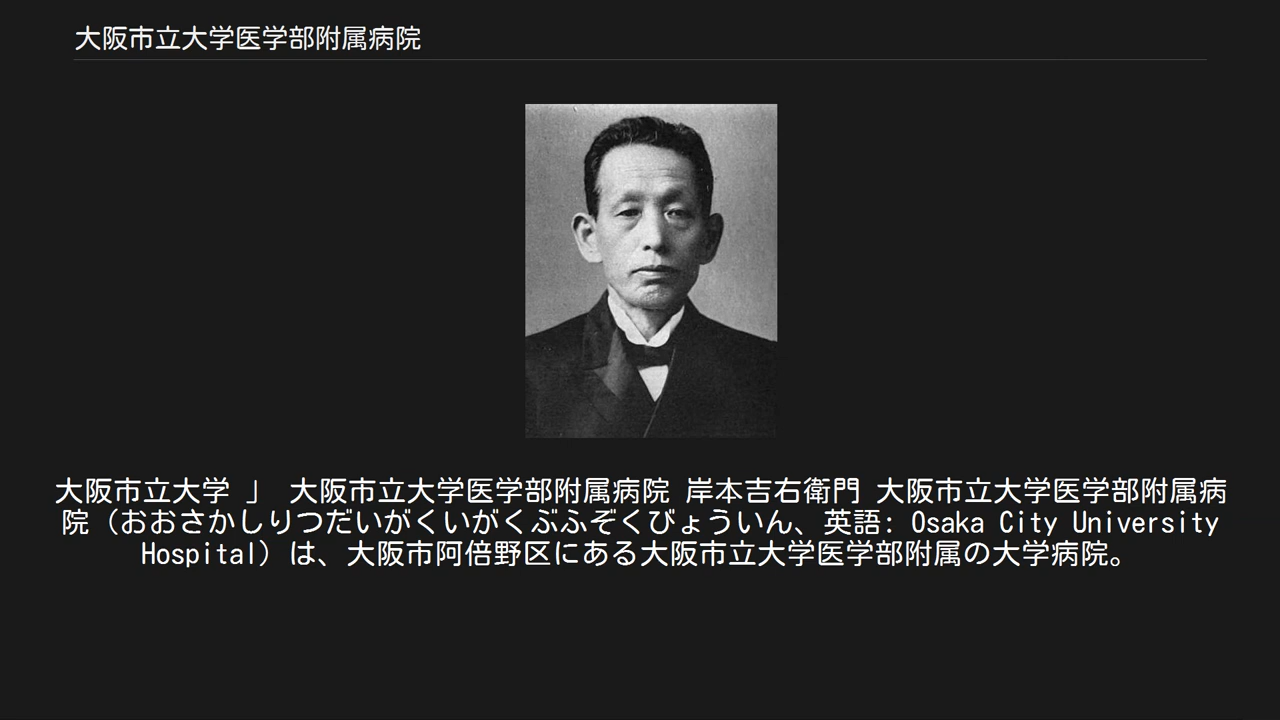 大阪市立大学医学部附属病院
大阪市立大学 」 大阪市立大学医学部附属病院 岸本吉右衛門 大阪市立大学医学部附属病
院（おおさかしりつだいがくいがくぶふぞくびょういん、英語: Osaka City University
Hospital）は、大阪市阿倍野区にある大阪市立大学医学部附属の大学病院。